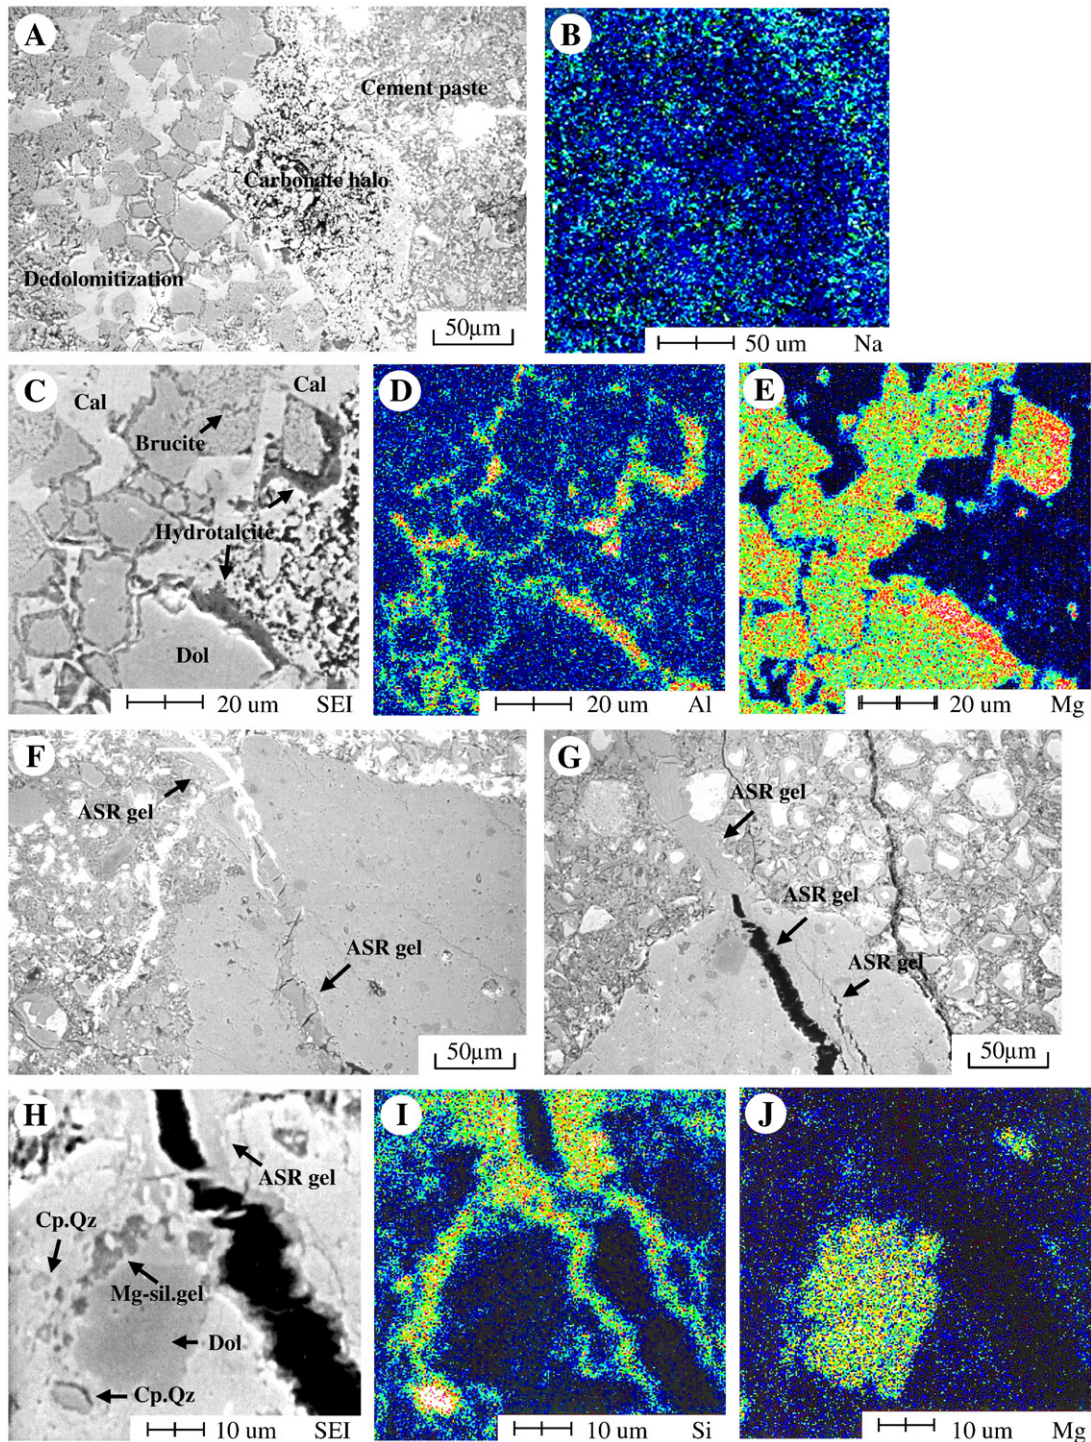 A
Cement paste
Carbonate halo
Dedolomitization
50µm
B
50 um Na
C
Cal
Cal
Brucite
Hydrotalcite
Dol
20 um SEI
D
20 um Al
E
20 um Mg
F
ASR gel
ASR gel
50µm
G
ASR gel
ASR gel
ASR gel
50µm
H
ASR gel
Cp.Qz
Mg-sil.gel
Dol
Cp.Qz
10 um SEI
I
10 um Si
J
10 um Mg